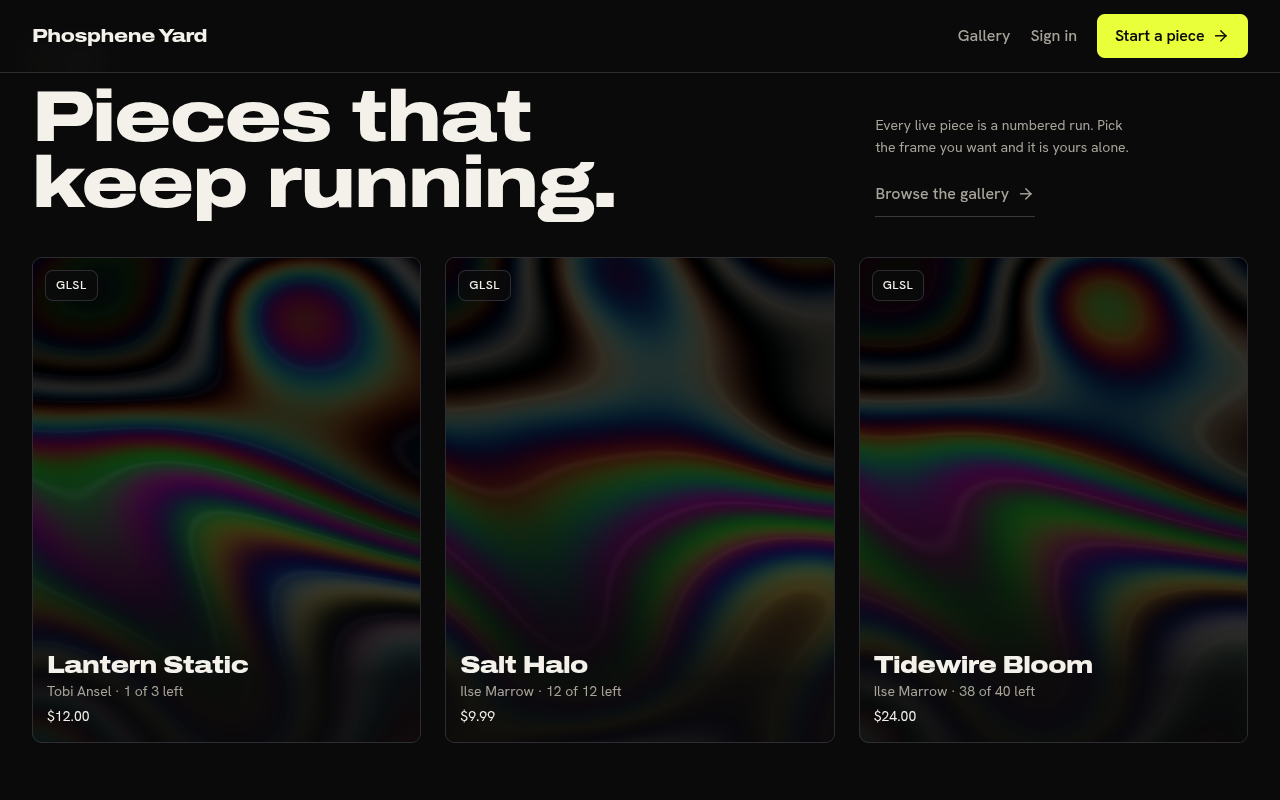 Phosphene Yard
Gallery
Sign in
Start a piece →
Pieces that
keep running.
Every live piece is a numbered run. Pick
the frame you want and it is yours alone.
Browse the gallery →
GLSL
Lantern Static
Tobi Ansel · 1 of 3 left
$12.00
GLSL
Salt Halo
Ilse Marrow · 12 of 12 left
$9.99
GLSL
Tidewire Bloom
Ilse Marrow · 38 of 40 left
$24.00